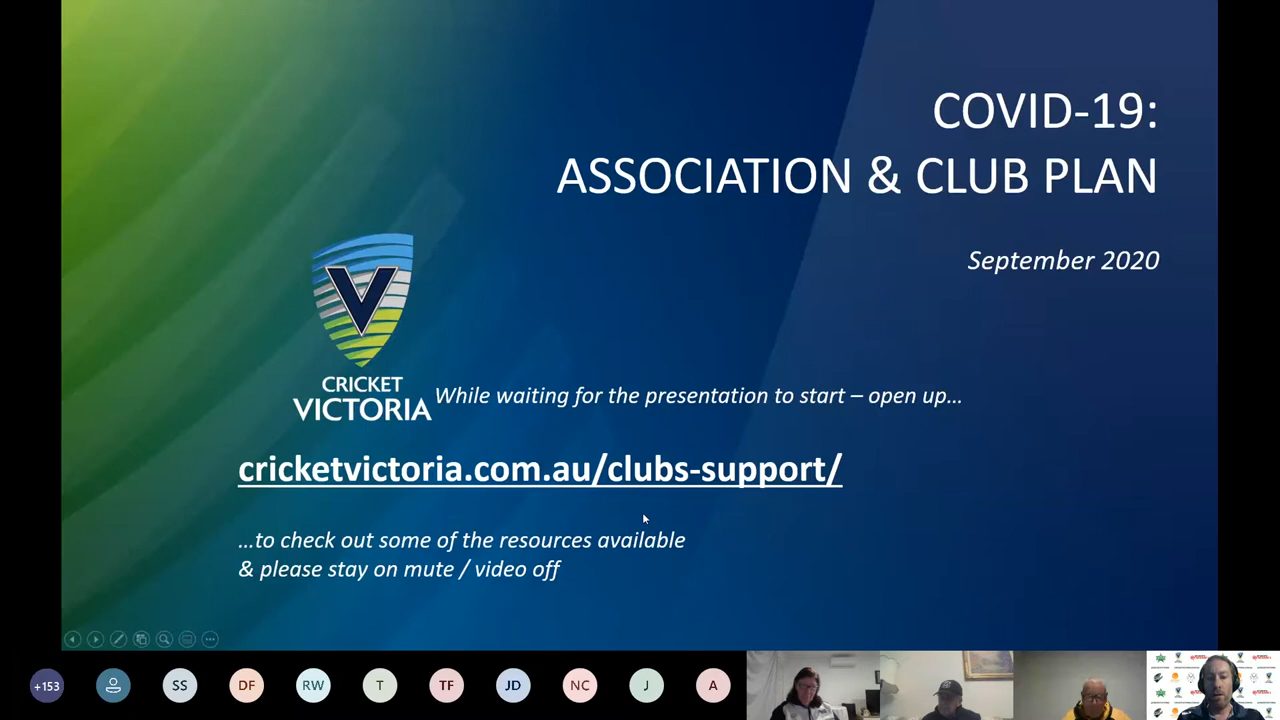 COVID-19:
ASSOCIATION & CLUB PLAN
September 2020
V
CRICKET
VICTORIA
While waiting for the presentation to start – open up…
cricketvictoria.com.au/clubs-support/
…to check out some of the resources available
& please stay on mute / video off
+153
SS
DF
RW
T
TF
JD
NC
J
A